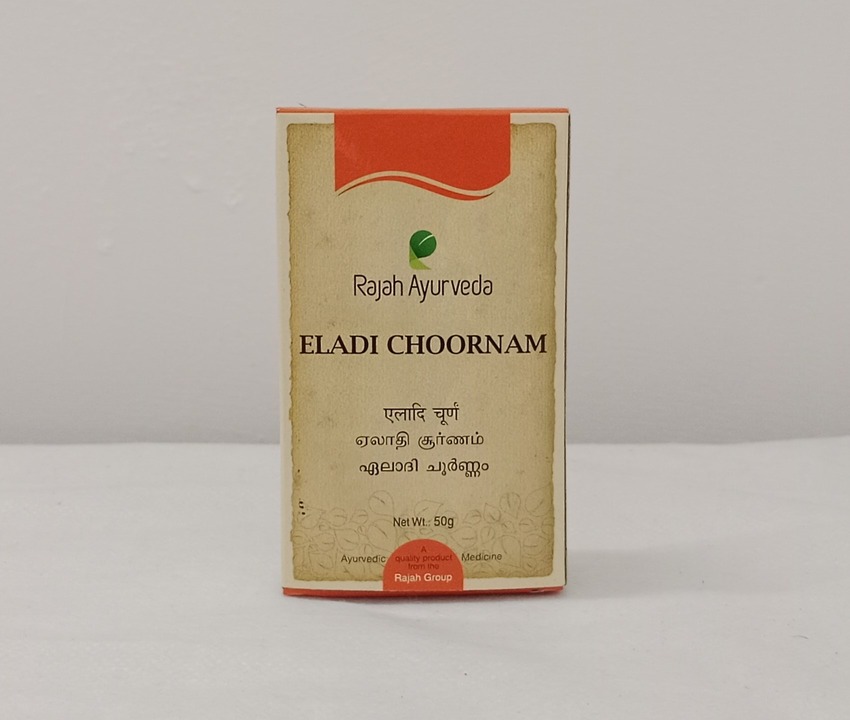 Rajah Ayurveda
ELADI CHOORNAM
एलादि चूर्णं
ஏலாதி சூர்ணம்
ഏലാദി ചൂർണ്ണം
Net Wt.: 50g
Ayurvedic Medicine
A
quality product
from the
Rajah Group